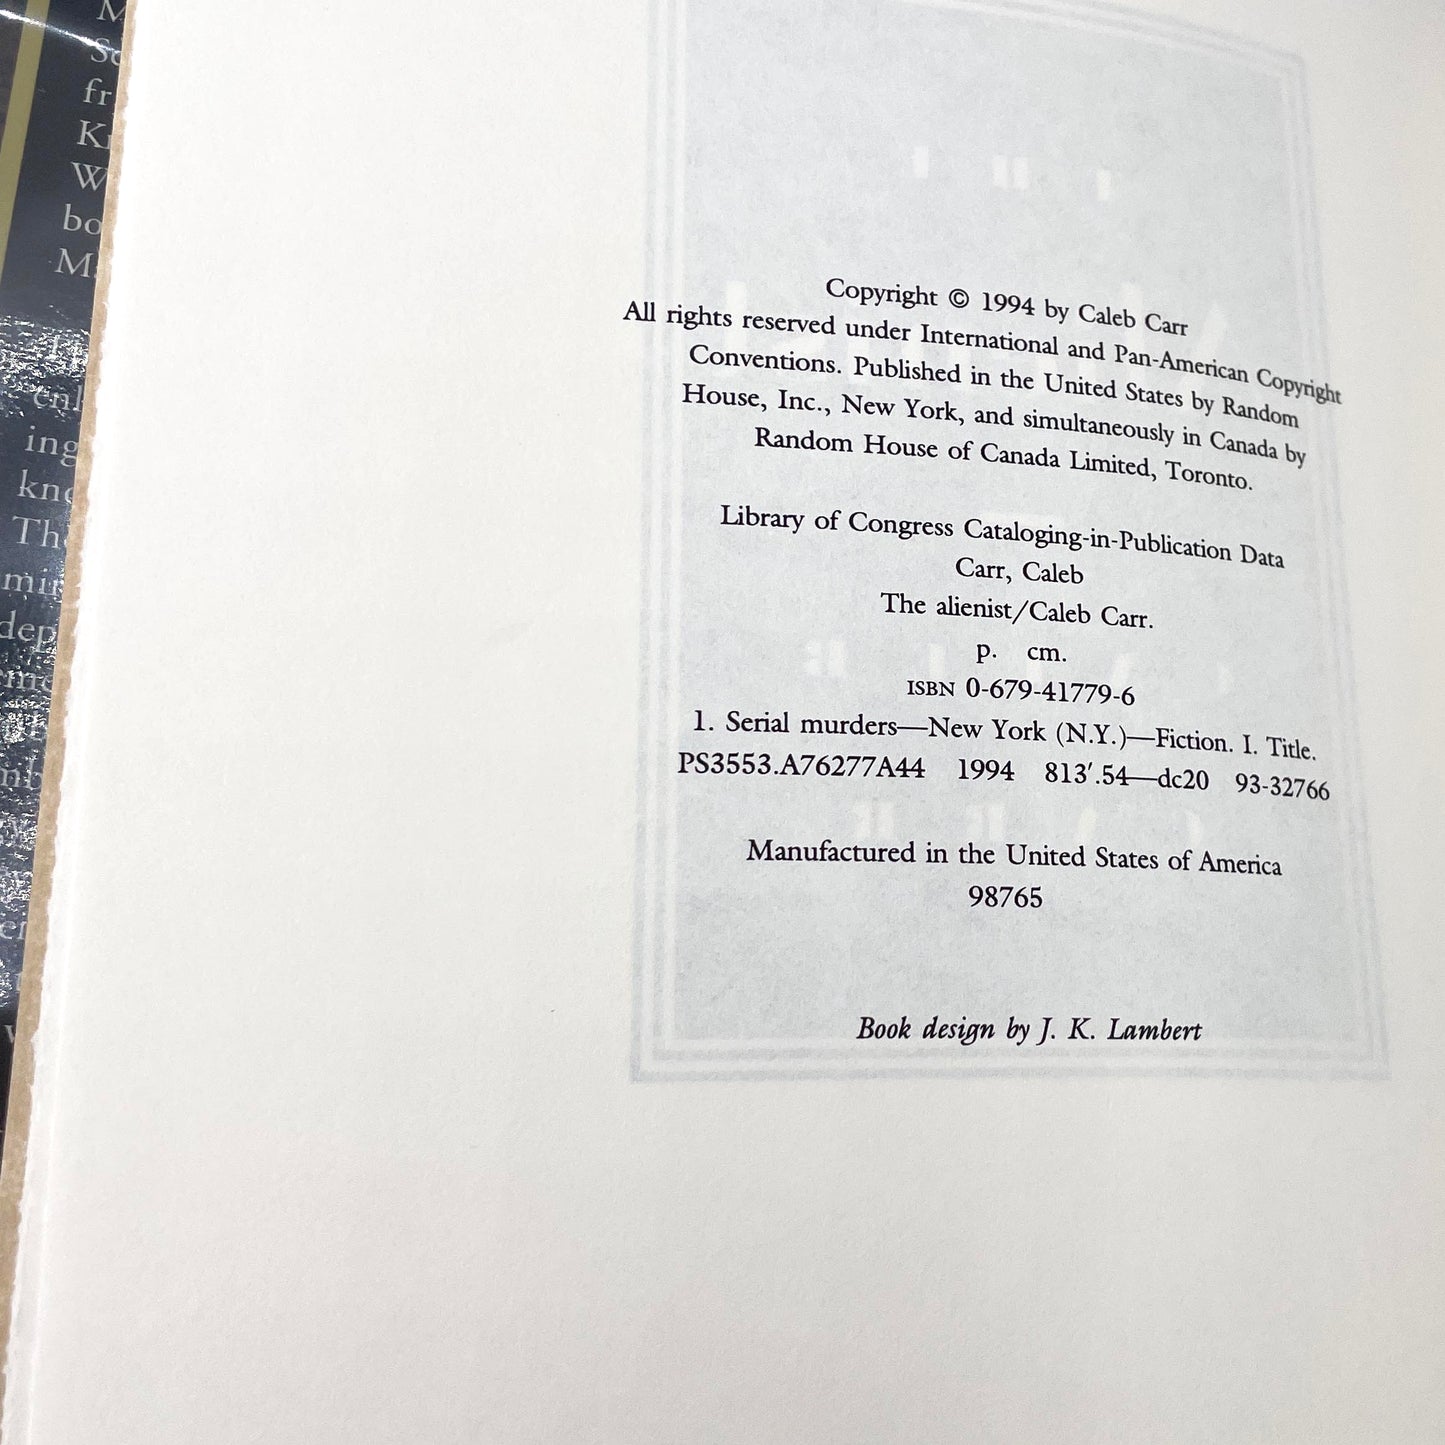 Copyright © 1994 by Caleb Carr
All rights reserved under International and Pan-American Copyright
Conventions. Published in the United States by Random
House, Inc., New York, and simultaneously in Canada by
Random House of Canada Limited, Toronto.
Library of Congress Cataloging-in-Publication Data
Carr, Caleb
The alienist/Caleb Carr.
p. cm.
ISBN 0-679-41779-6
1. Serial murders—New York (N.Y.)—Fiction. I. Title.
PS3553.A76277A44 1994 813′.54—dc20 93-32766
Manufactured in the United States of America
98765
Book design by J. K. Lambert